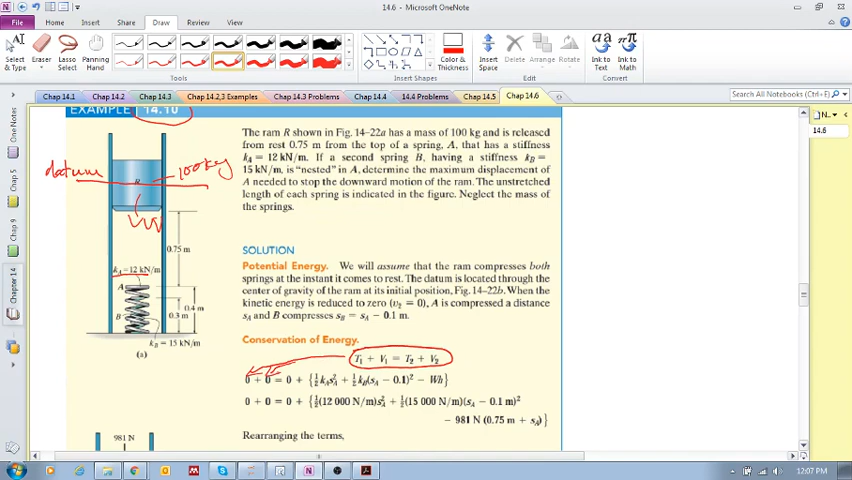 14.6 - Microsoft OneNote
File Home Insert Draw Review View
Select & Type Eraser Lasso Select Panning Hand Color & Thickness Insert Space Delete Arrange Rotate Ink to Text Ink to Math
Tools Insert Shapes Edit Convert
Chap 14.1 Chap 14.2 Chap 14.3 Chap 14.2,3 Examples Chap 14.3 Problems Chap 14.4 14.4 Problems Chap 14.5 Chap 14.6 Search All Notebooks (Ctrl+E)
One Notes
Chap 5
Chap 9
Chapter 14
N
14.6
EXAMPLE 14.10
The ram R shown in Fig. 14–22a has a mass of 100 kg and is released
from rest 0.75 m from the top of a spring, A, that has a stiffness
kA = 12 kN/m. If a second spring B, having a stiffness kB =
15 kN/m, is "nested" in A, determine the maximum displacement of
A needed to stop the downward motion of the ram. The unstretched
length of each spring is indicated in the figure. Neglect the mass of
the springs.
datum
R
100 kg
0.75 m
kA = 12 kN/m
A
B
0.4 m
0.3 m
kB = 15 kN/m
(a)
SOLUTION
Potential Energy. We will assume that the ram compresses both
springs at the instant it comes to rest. The datum is located through the
center of gravity of the ram at its initial position, Fig. 14–22b. When the
kinetic energy is reduced to zero (v2 = 0), A is compressed a distance
sA and B compresses sB = sA − 0.1 m.
Conservation of Energy.
T1 + V1 = T2 + V2
0 + 0 = 0 + {½kAsA² + ½kB(sA − 0.1)² − Wh}
0 + 0 = 0 + {½(12 000 N/m)sA² + ½(15 000 N/m)(sA − 0.1 m)²
− 981 N (0.75 m + sA)}
Rearranging the terms,
981 N
12:07 PM